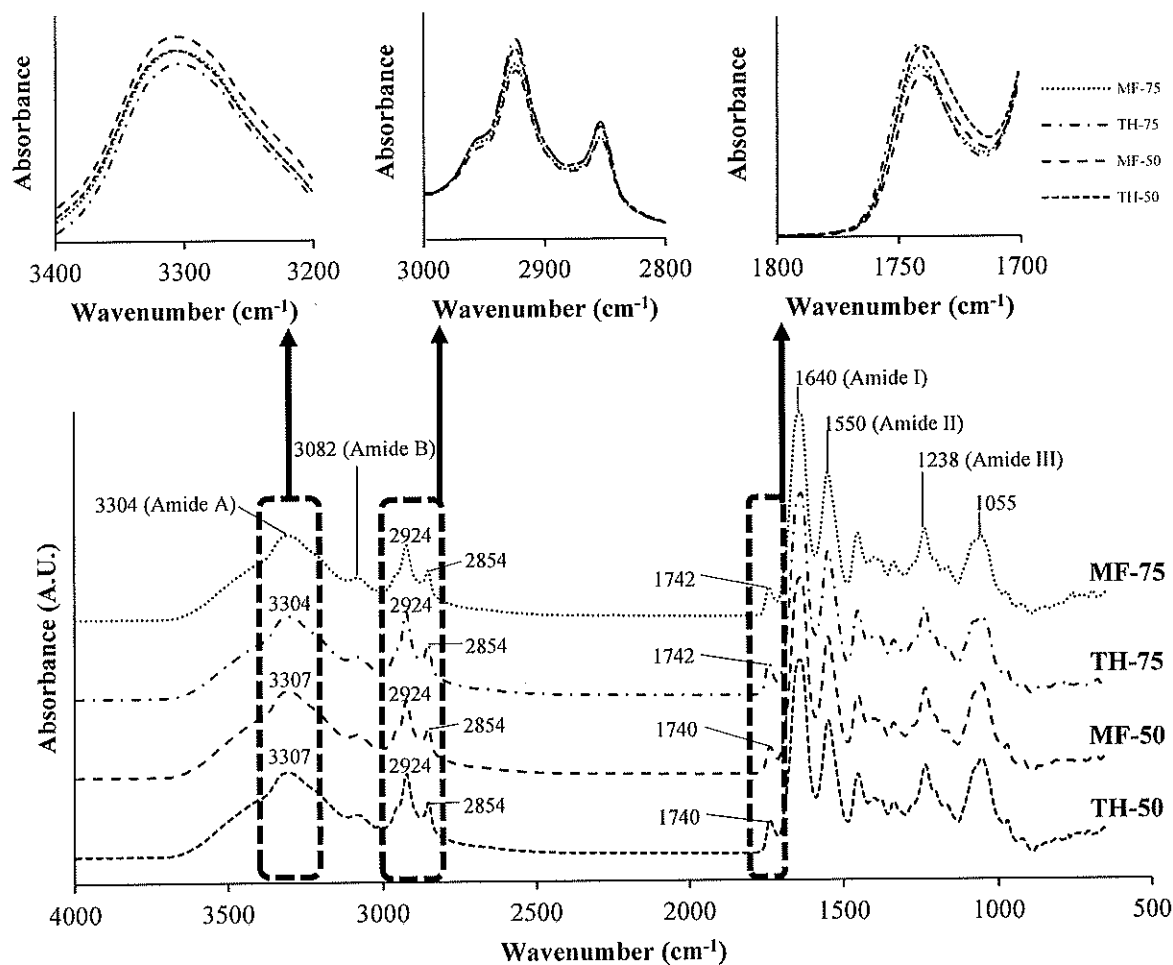 Absorbance
3400 3300 3200
Wavenumber (cm-1)
Absorbance
3000 2900 2800
Wavenumber (cm-1)
Absorbance
1800 1750 1700
Wavenumber (cm-1)
MF-75
TH-75
MF-50
TH-50
1640 (Amide I)
1550 (Amide II)
3082 (Amide B)
1238 (Amide III)
3304 (Amide A)
1055
2924
2854
1742
MF-75
3304
2924
2854
1742
TH-75
3307
2924
2854
1740
MF-50
3307
2924
2854
1740
TH-50
Absorbance (A.U.)
4000 3500 3000 2500 2000 1500 1000 500
Wavenumber (cm-1)